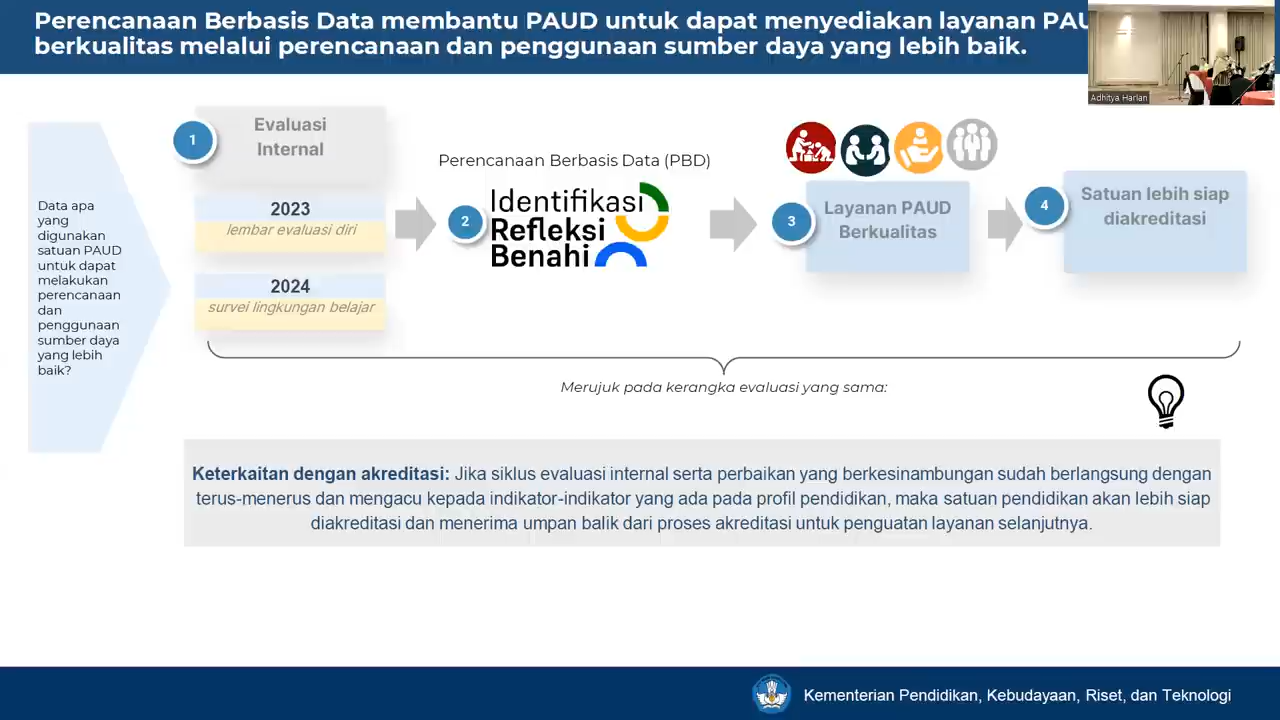 Perencanaan Berbasis Data membantu PAUD untuk dapat menyediakan layanan
berkualitas melalui perencanaan dan penggunaan sumber daya yang lebih baik.
Adhitya Harlan
Data apa
yang
digunakan
satuan PAUD
untuk dapat
melakukan
perencanaan
dan
penggunaan
sumber daya
yang lebih
baik?
1
Evaluasi
Internal
2023
lembar evaluasi diri
2024
survei lingkungan belajar
Perencanaan Berbasis Data (PBD)
2
Identifikasi
Refleksi
Benahi
3
Layanan PAUD
Berkualitas
4
Satuan lebih siap
diakreditasi
Merujuk pada kerangka evaluasi yang sama:
Keterkaitan dengan akreditasi: Jika siklus evaluasi internal serta perbaikan yang berkesinambungan sudah berlangsung dengan
terus-menerus dan mengacu kepada indikator-indikator yang ada pada profil pendidikan, maka satuan pendidikan akan lebih siap
diakreditasi dan menerima umpan balik dari proses akreditasi untuk penguatan layanan selanjutnya.
Kementerian Pendidikan, Kebudayaan, Riset, dan Teknologi